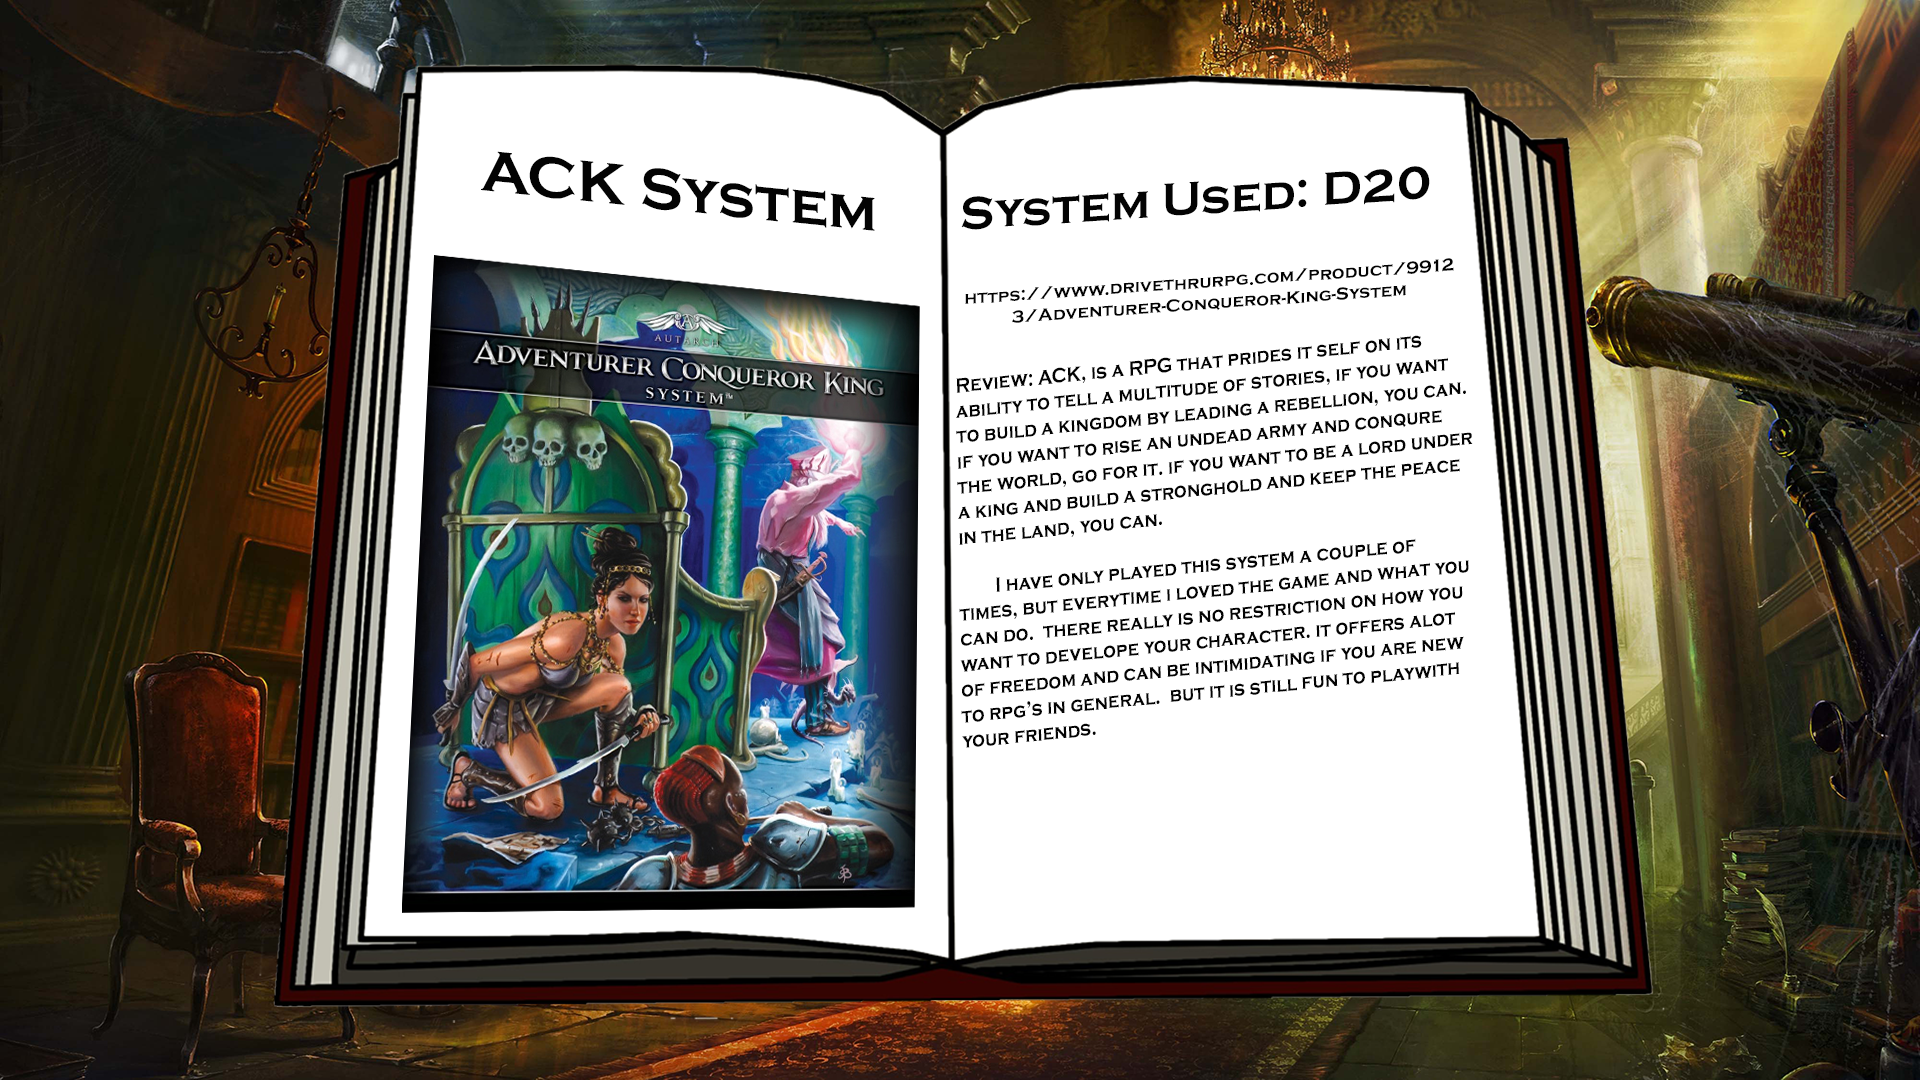 ACK System
AUTARCH
Adventurer Conqueror King
SYSTEM™
System Used: D20
https://www.drivethrurpg.com/product/9912
3/Adventurer-Conqueror-King-System
Review: ACK, is a RPG that prides it self on its
ability to tell a multitude of stories, if you want
to build a kingdom by leading a rebellion, you can.
if you want to rise an undead army and conqure
the world, go for it. if you want to be a lord under
a king and build a stronghold and keep the peace
in the land, you can.
I have only played this system a couple of
times, but everytime i loved the game and what you
can do. there really is no restriction on how you
want to develope your character. it offers alot
of freedom and can be intimidating if you are new
to rpg's in general. but it is still fun to playwith
your friends.